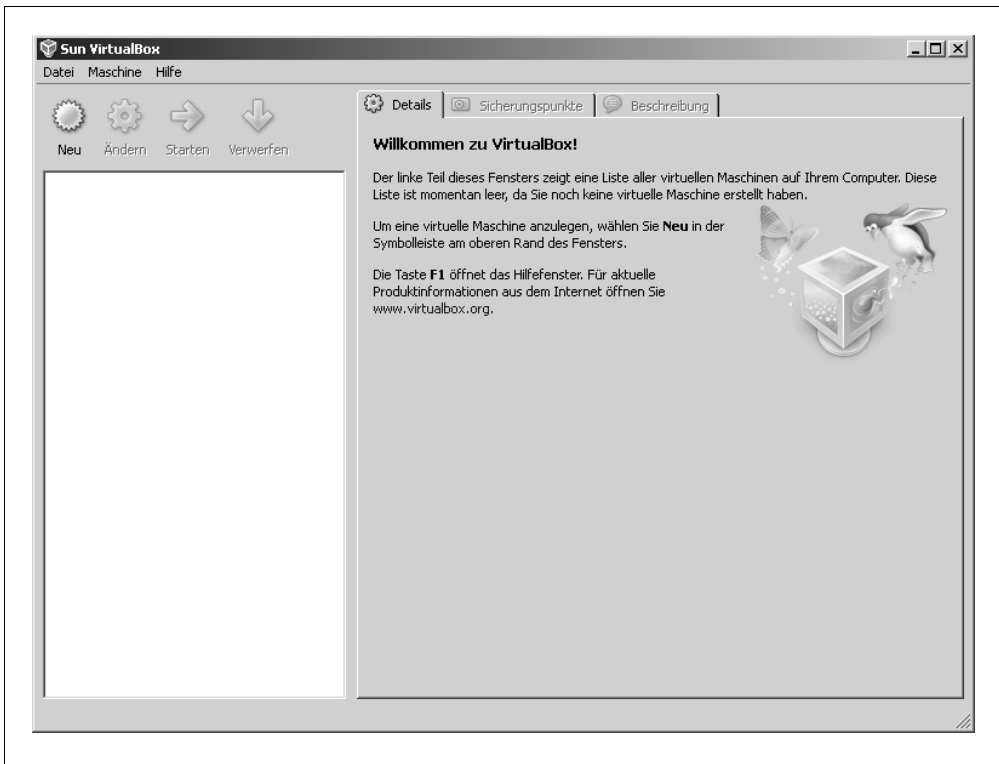 Sun VirtualBox
Datei Maschine Hilfe
Neu Ändern Starten Verwerfen
Details Sicherungspunkte Beschreibung
Willkommen zu VirtualBox!
Der linke Teil dieses Fensters zeigt eine Liste aller virtuellen Maschinen auf Ihrem Computer. Diese
Liste ist momentan leer, da Sie noch keine virtuelle Maschine erstellt haben.
Um eine virtuelle Maschine anzulegen, wählen Sie Neu in der
Symbolleiste am oberen Rand des Fensters.
Die Taste F1 öffnet das Hilfefenster. Für aktuelle
Produktinformationen aus dem Internet öffnen Sie
www.virtualbox.org.